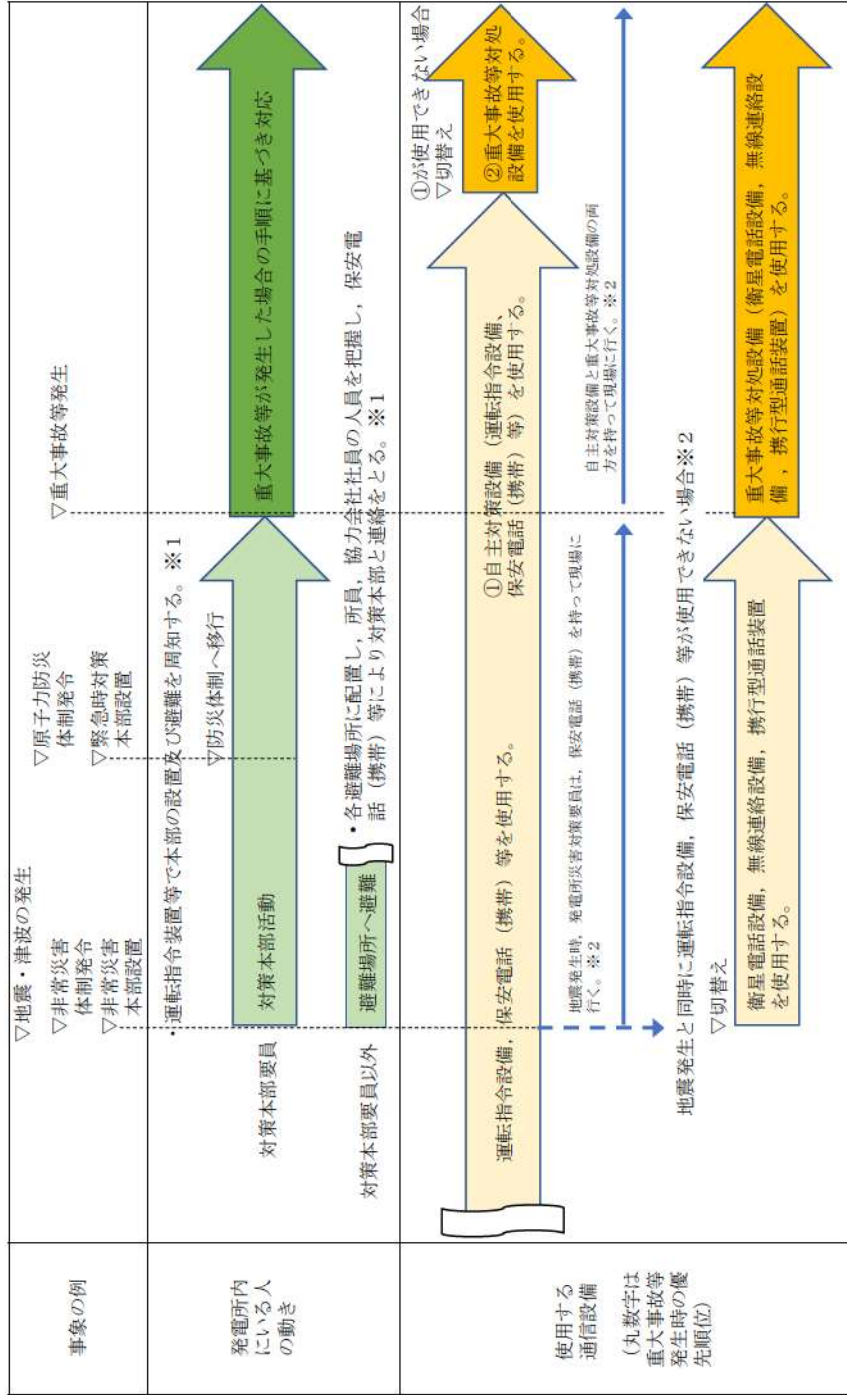 事象の例
▽地震・津波の発生
▽非常災害
体制発令
▽非常災害
本部設置
▽原子力防災
体制発令
▽緊急時対策
本部設置
▽重大事故等発生
発電所内
にいる人
の動き
・運転指令装置等で本部の設置及び避難を周知する。※1
対策本部要員
対策本部活動
▽防災体制へ移行
重大事故等が発生した場合の手順に基づき対応
対策本部要員以外
避難場所へ避難
・各避難場所に配置し，所員，協力会社社員の人員を把握し，保安電
話（携帯）等により対策本部と連絡をとる。※1
使用する
通信設備
（丸数字は
重大事故等
発生時の優
先順位）
運転指令設備，保安電話（携帯）等を使用する。
①自主対策設備（運転指令設備、
保安電話（携帯）等）を使用する。
①が使用できない場合
▽切替え
②重大事故等対処
設備を使用する。
地震発生時，発電所災害対策要員は，保安電話（携帯）を持って現場に
行く。※2
自主対策設備と重大事故等対処設備の両
方を持って現場に行く。※2
地震発生と同時に運転指令設備，保安電話（携帯）等が使用できない場合※2
▽切替え
衛星電話設備，無線連絡設備，携行型通話装置
を使用する。
重大事故等対処設備（衛星電話設備，無線連絡設
備，携行型通話装置）を使用する。